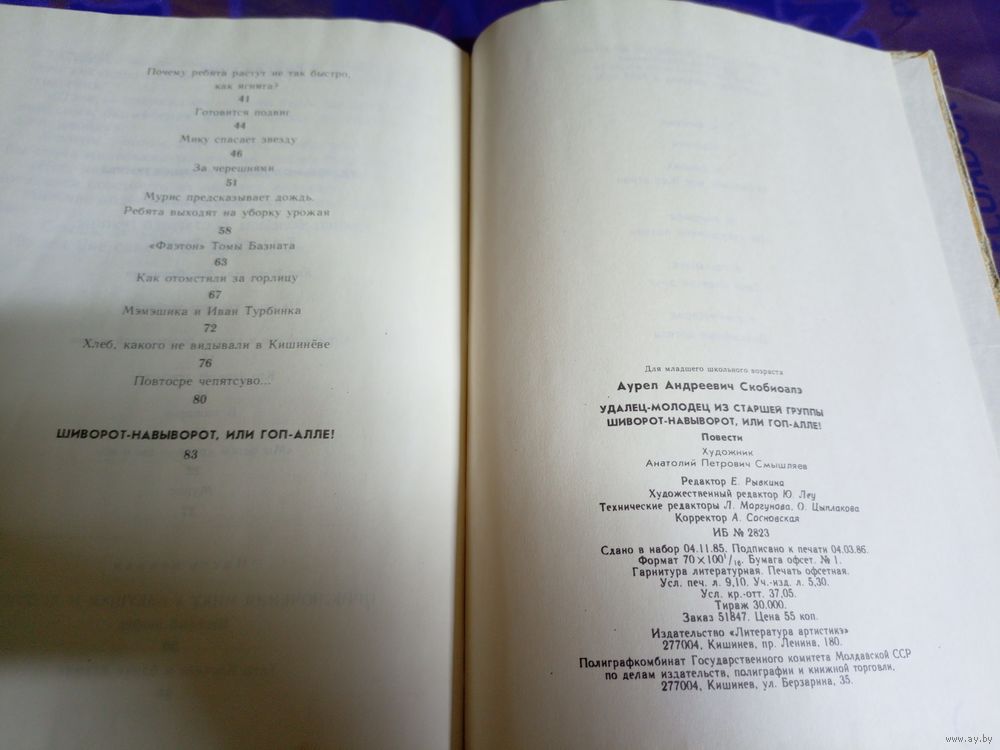 Почему ребята растут не так быстро,
как ягнята?
41
Готовится подвиг
44
Мику спасает звезду
46
За черешнями
51
Мурис предсказывает дождь.
Ребята выходят на уборку урожая
58
«Фаэтон» Томы Базната
63
Как отомстили за горлицу
67
Мэмэшика и Иван Турбинка
72
Хлеб, какого не видывали в Кишинёве
76
Повтосре чепятсуво...
80
ШИВОРОТ-НАВЫВОРОТ, ИЛИ ГОП-АЛЛЕ!
83
Для младшего школьного возраста
Аурел Андреевич Скобиоалэ
УДАЛЕЦ-МОЛОДЕЦ ИЗ СТАРШЕЙ ГРУППЫ
ШИВОРОТ-НАВЫВОРОТ, ИЛИ ГОП-АЛЛЕ!
Повести
Художник
Анатолий Петрович Смышляев
Редактор Е. Рывкина
Художественный редактор Ю. Леу
Технические редакторы Л. Моргунова, О. Цыплакова
Корректор А. Сосновская
ИБ № 2823
Сдано в набор 04.11.85. Подписано к печати 04.03.86.
Формат 70×100¹/₁₆. Бумага офсет. № 1.
Гарнитура литературная. Печать офсетная.
Усл. печ. л. 9,10. Уч.-изд. л. 5,30.
Усл. кр.-отт. 37,05.
Тираж 30.000.
Заказ 51847. Цена 55 коп.
Издательство «Литература артистикэ»
277004, Кишинев, пр. Ленина, 180.
Полиграфкомбинат Государственного комитета Молдавской ССР
по делам издательств, полиграфии и книжной торговли,
277004, Кишинев, ул. Берзарина, 35.
www.ay.by